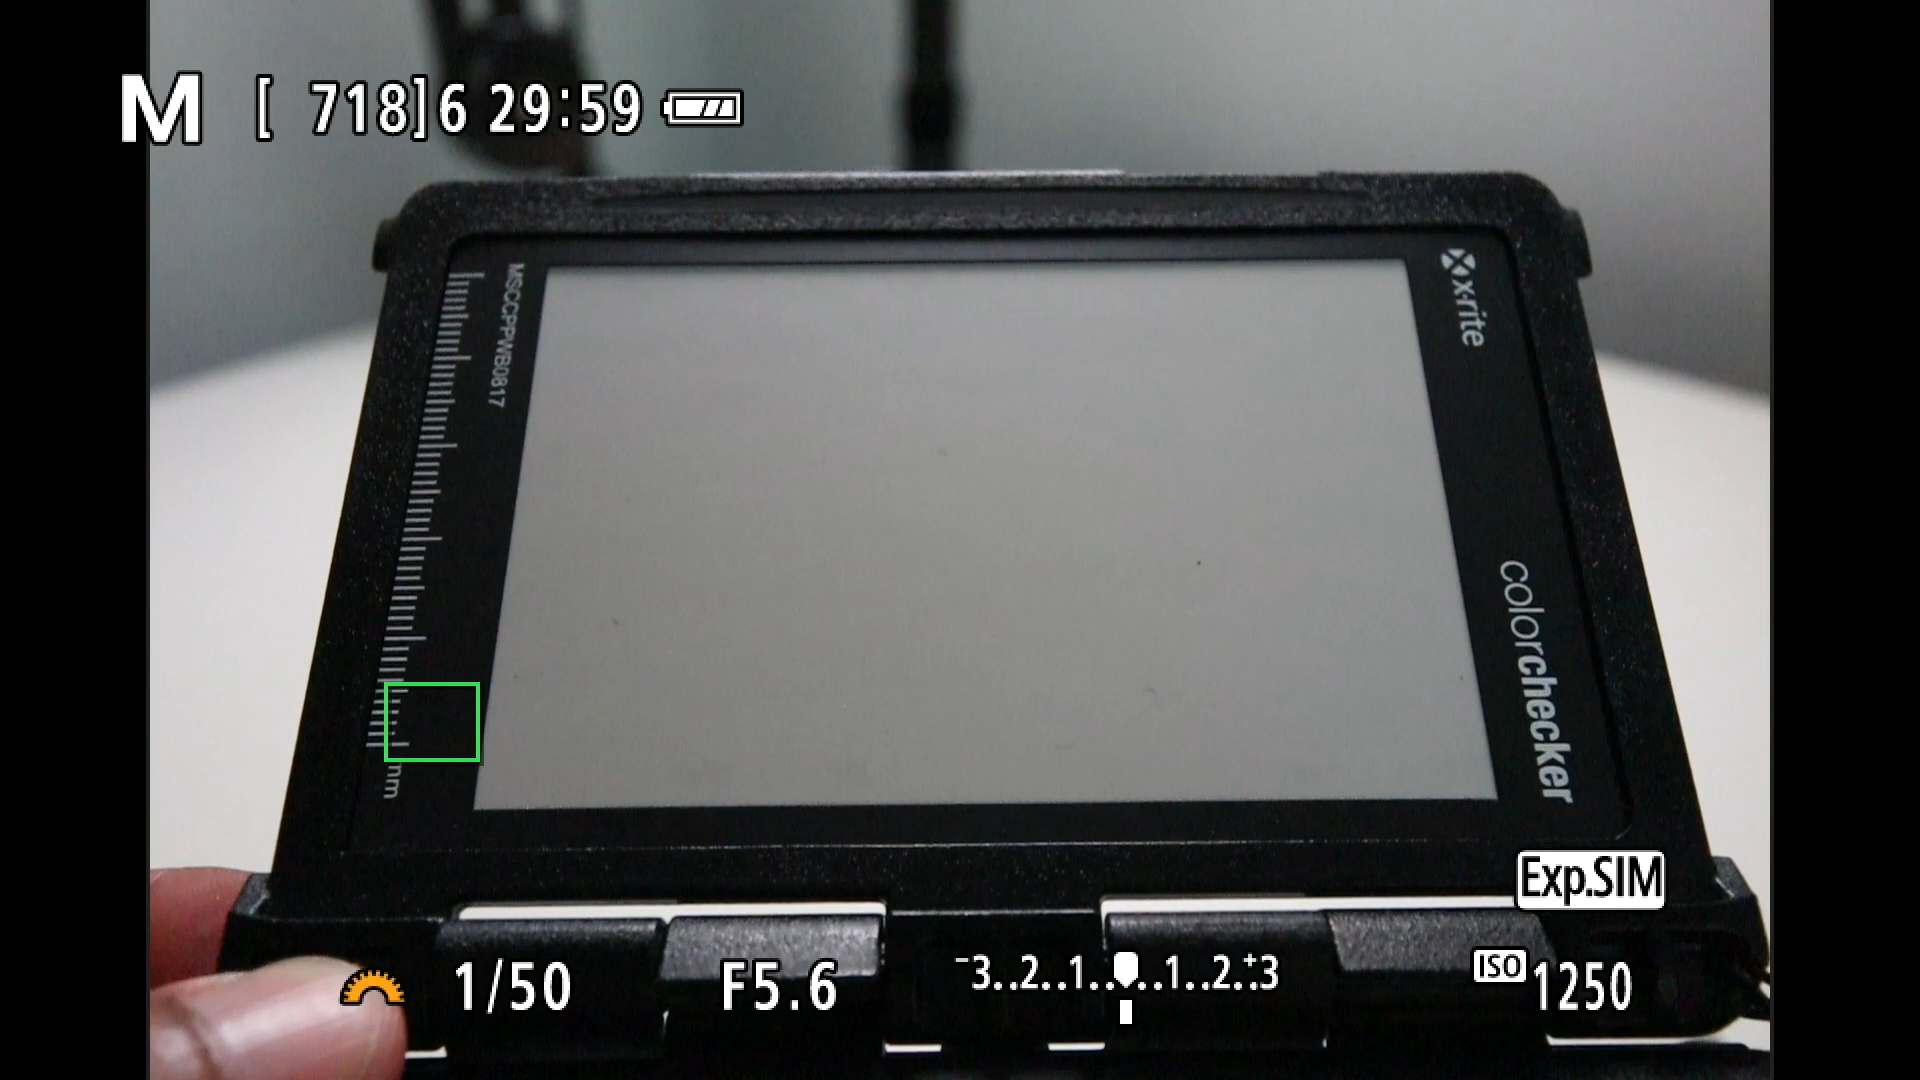 M [ 718]6 29:59
MSCCPPWB0817
x·rite
colorchecker
mm
Exp.SIM
1/50 F5.6 -3..2..1..0..1..2..+3 ISO 1250